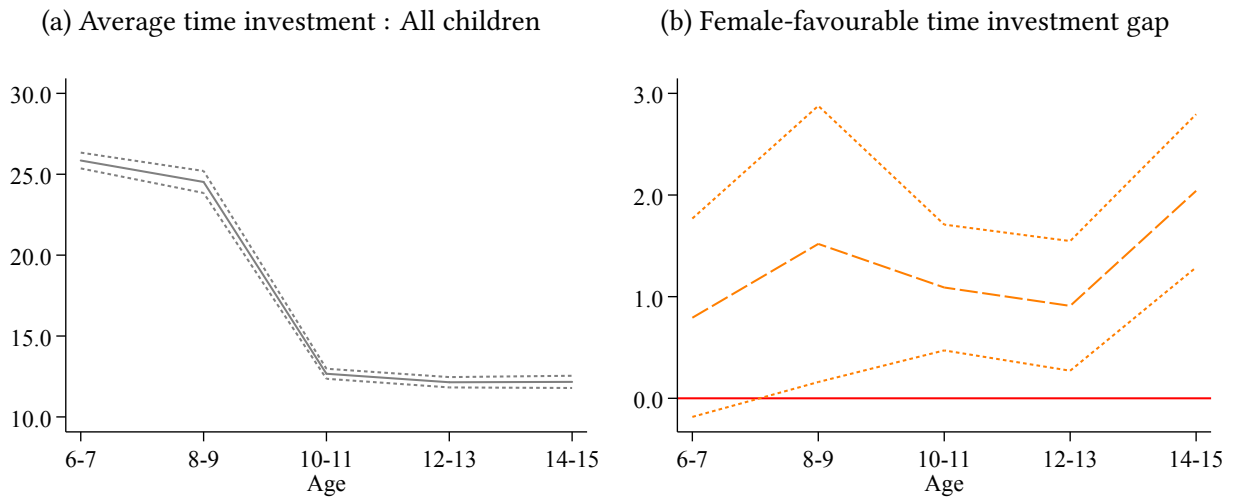 (a) Average time investment : All children
30.0
25.0
20.0
15.0
10.0
6-7 8-9 10-11 12-13 14-15
Age
(b) Female-favourable time investment gap
3.0
2.0
1.0
0.0
6-7 8-9 10-11 12-13 14-15
Age